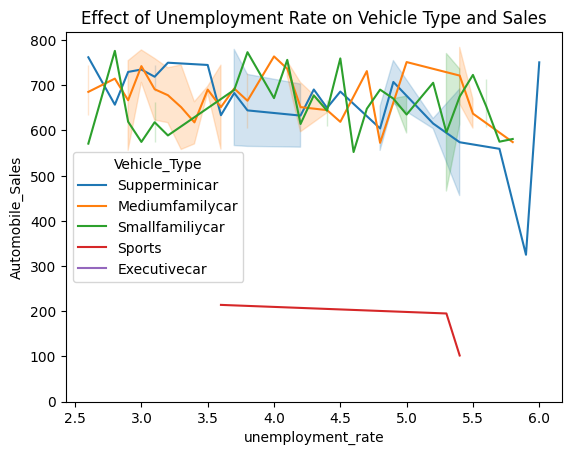 Effect of Unemployment Rate on Vehicle Type and Sales
800
700
600
500
400
300
200
100
0
Automobile_Sales
Vehicle_Type
Supperminicar
Mediumfamilycar
Smallfamiliycar
Sports
Executivecar
2.5 3.0 3.5 4.0 4.5 5.0 5.5 6.0
unemployment_rate